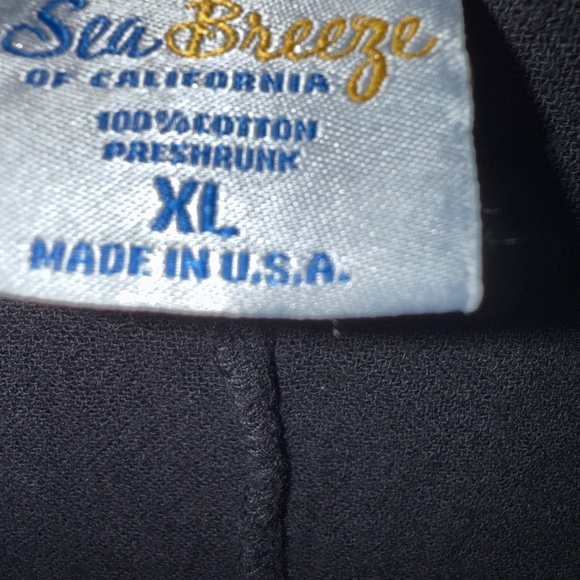 Sea Breeze
OF CALIFORNIA
100% COTTON
PRESHRUNK
XL
MADE IN U.S.A.